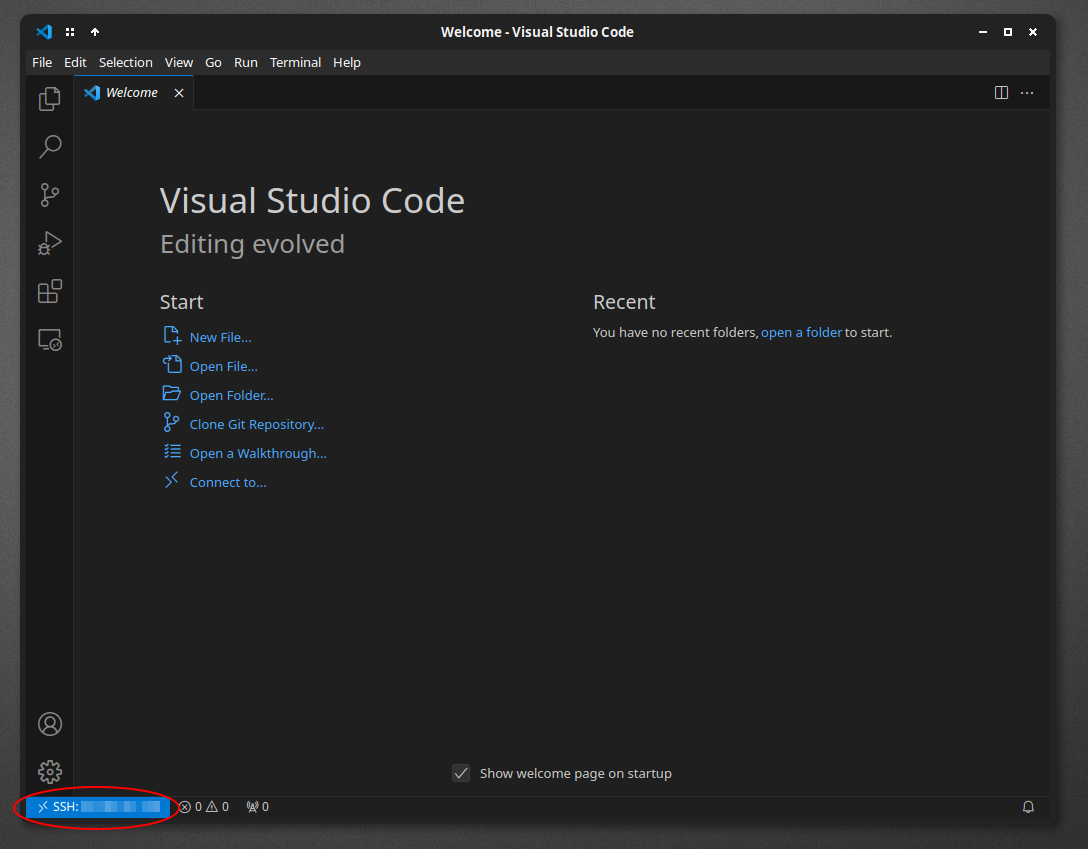 Welcome - Visual Studio Code
File Edit Selection View Go Run Terminal Help
Welcome
Visual Studio Code
Editing evolved
Start
New File...
Open File...
Open Folder...
Clone Git Repository...
Open a Walkthrough...
Connect to...
Recent
You have no recent folders, open a folder to start.
Show welcome page on startup
SSH: 0 0 0